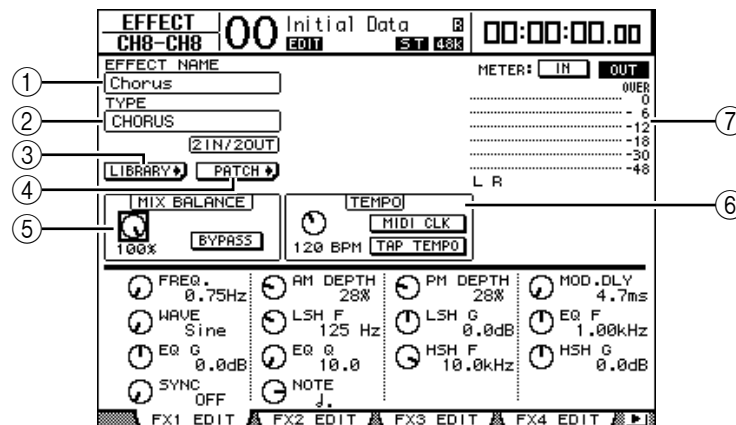 EFFECT
CH8-CH8
00
Initial Data
EDIT
ST 48k
00:00:00.00
EFFECT NAME
Chorus
TYPE
CHORUS
2IN/2OUT
LIBRARY
PATCH
METER: IN OUT
OVER
0
- 6
-12
-18
-30
-48
L R
MIX BALANCE
100%
BYPASS
TEMPO
120 BPM
MIDI CLK
TAP TEMPO
FREQ. 0.75Hz
AM DEPTH 28%
PM DEPTH 28%
MOD.DLY 4.7ms
WAVE Sine
LSH F 125 Hz
LSH G 0.0dB
EQ F 1.00kHz
EQ G 0.0dB
EQ Q 10.0
HSH F 10.0kHz
HSH G 0.0dB
SYNC OFF
NOTE
FX1 EDIT FX2 EDIT FX3 EDIT FX4 EDIT
1
2
3
4
5
6
7